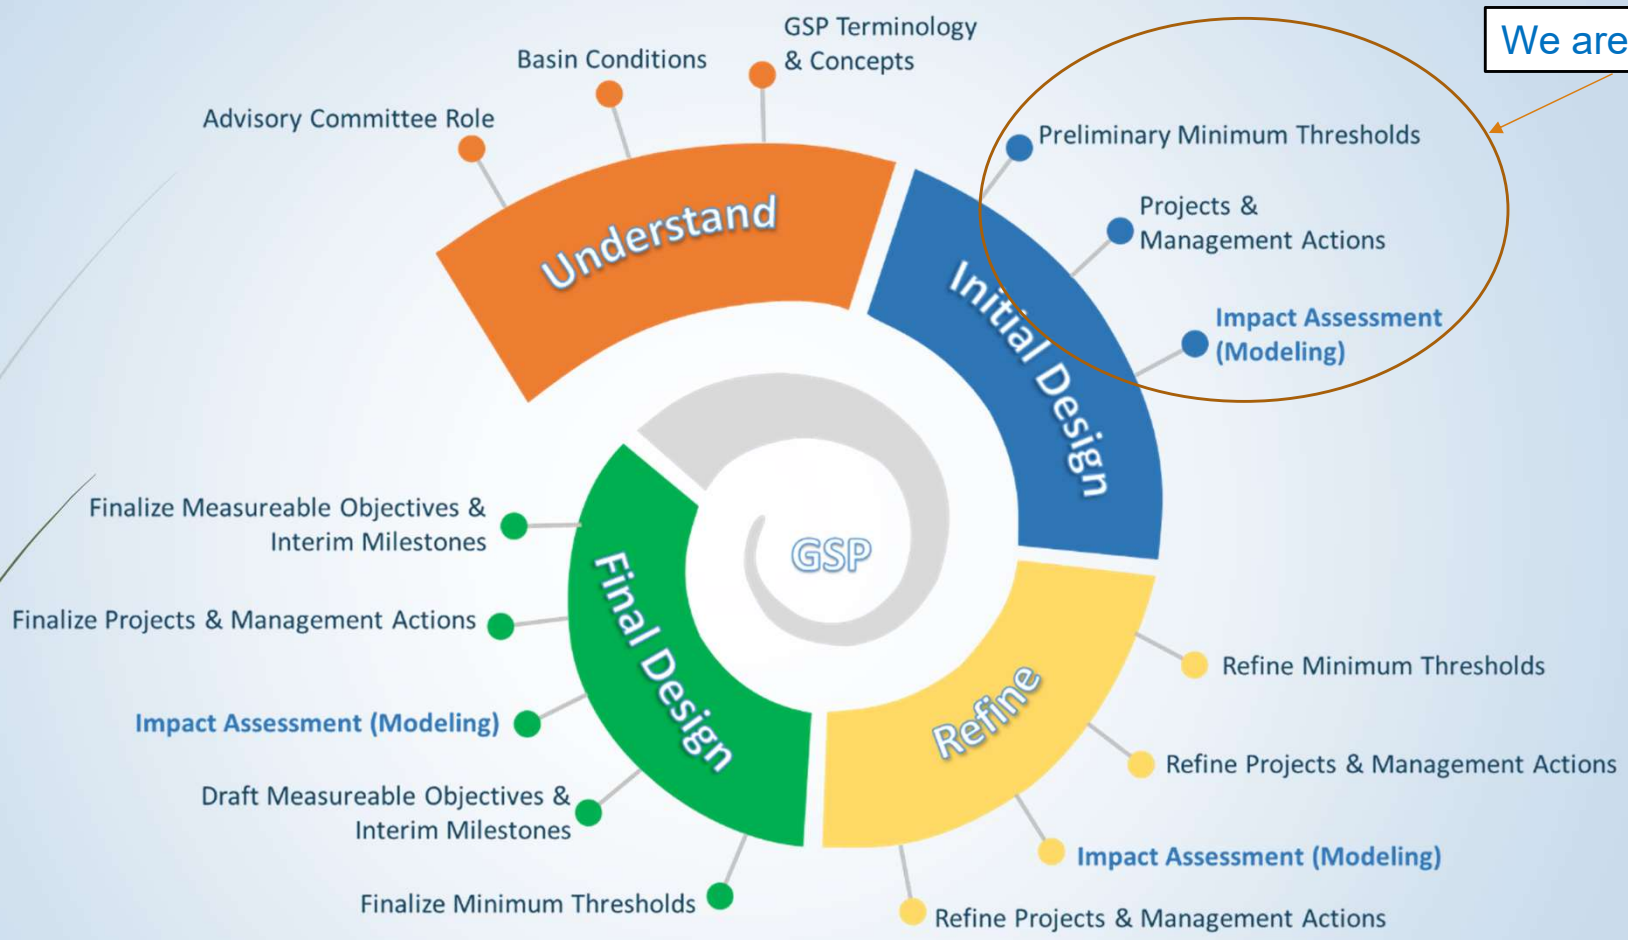 GSP Terminology
& Concepts
Basin Conditions
Advisory Committee Role
We are
Understand
Preliminary Minimum Thresholds
Projects &
Management Actions
Impact Assessment
(Modeling)
Initial Design
Refine Minimum Thresholds
Refine Projects & Management Actions
Impact Assessment (Modeling)
Refine Projects & Management Actions
Refine
Finalize Minimum Thresholds
Draft Measureable Objectives &
Interim Milestones
Impact Assessment (Modeling)
Finalize Projects & Management Actions
Finalize Measureable Objectives &
Interim Milestones
Final Design
GSP